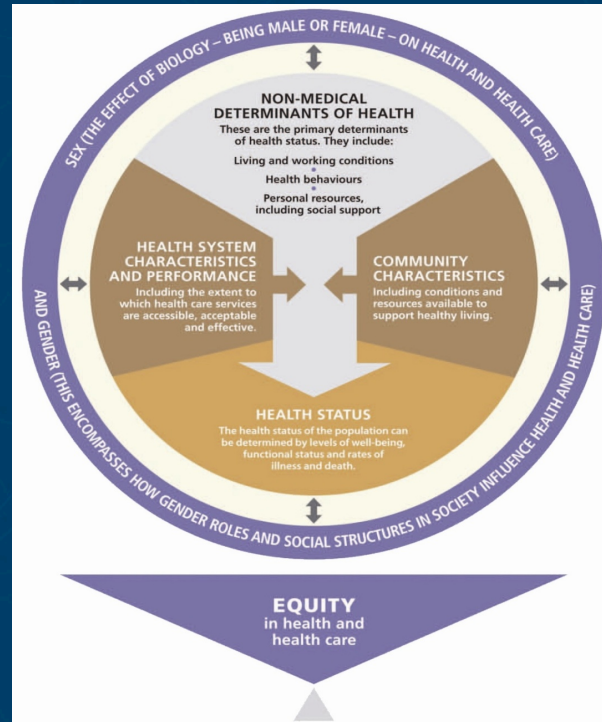 SEX (THE EFFECT OF BIOLOGY – BEING MALE OR FEMALE – ON HEALTH AND HEALTH CARE)
AND GENDER (THIS ENCOMPASSES HOW GENDER ROLES AND SOCIAL STRUCTURES IN SOCIETY INFLUENCE HEALTH AND HEALTH CARE)
NON-MEDICAL
DETERMINANTS OF HEALTH
These are the primary determinants
of health status. They include:
Living and working conditions
•
Health behaviours
•
Personal resources,
including social support
HEALTH SYSTEM
CHARACTERISTICS
AND PERFORMANCE
Including the extent to
which health care services
are accessible, acceptable
and effective.
COMMUNITY
CHARACTERISTICS
Including conditions and
resources available to
support healthy living.
HEALTH STATUS
The health status of the population can
be determined by levels of well-being,
functional status and rates of
illness and death.
EQUITY
in health and
health care